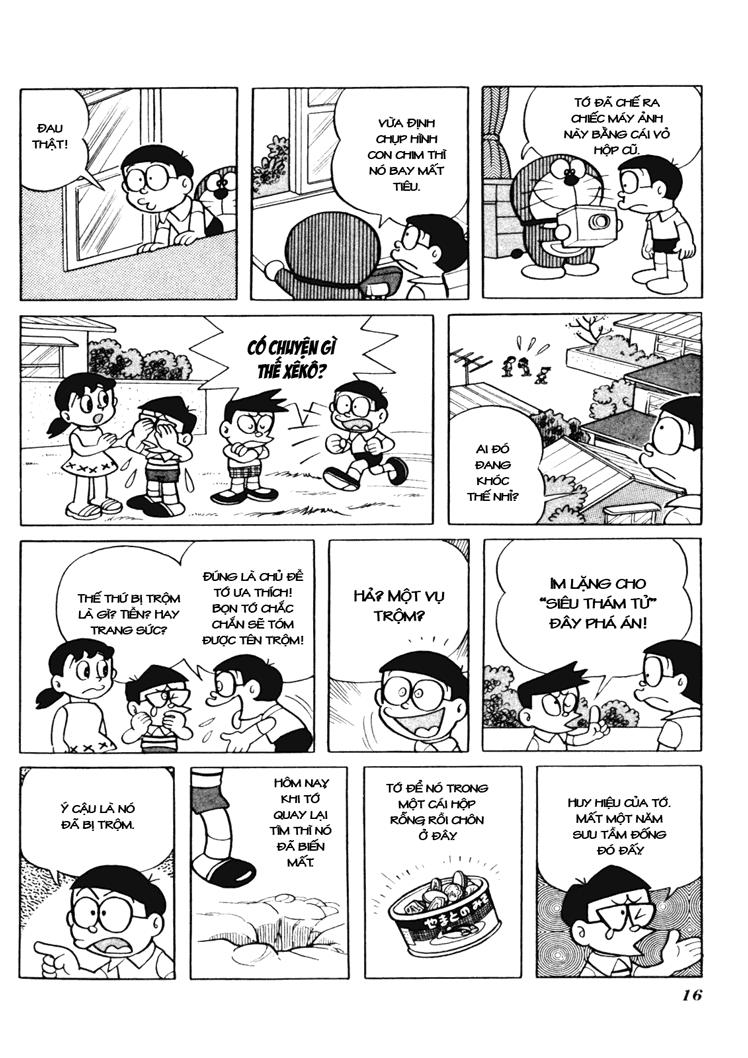 TỚ ĐÃ CHẾ RA
CHIẾC MÁY ẢNH
NÀY BẰNG CÁI VỎ
HỘP CŨ.
VỪA ĐỊNH
CHỤP HÌNH
CON CHIM THÌ
NÓ BAY MẤT
TIÊU.
ĐAU
THẬT!
AI ĐÓ
ĐANG
KHÓC
THẾ NHỈ?
CÓ CHUYỆN GÌ
THẾ XÊKÔ?
IM LẶNG CHO
"SIÊU THÁM TỬ"
ĐÂY PHÁ ÁN!
HẢ? MỘT VỤ
TRỘM?
ĐÚNG LÀ CHỦ ĐỀ
TỚ ƯA THÍCH!
BỌN TỚ CHẮC
CHẮN SẼ TÓM
ĐƯỢC TÊN TRỘM!
THẾ THỨ BỊ TRỘM
LÀ GÌ? TIỀN? HAY
TRANG SỨC?
HUY HIỆU CỦA TỚ.
MẤT MỘT NĂM
SƯU TẦM ĐỐNG
ĐÓ ĐẤY.
TỚ ĐỂ NÓ TRONG
MỘT CÁI HỘP
RỖNG RỒI CHÔN
Ở ĐÂY.
HÔM NAY,
KHI TỚ
QUAY LẠI
TÌM THÌ NÓ
ĐÃ BIẾN
MẤT.
Ý CẬU LÀ NÓ
ĐÃ BỊ TRỘM.
16